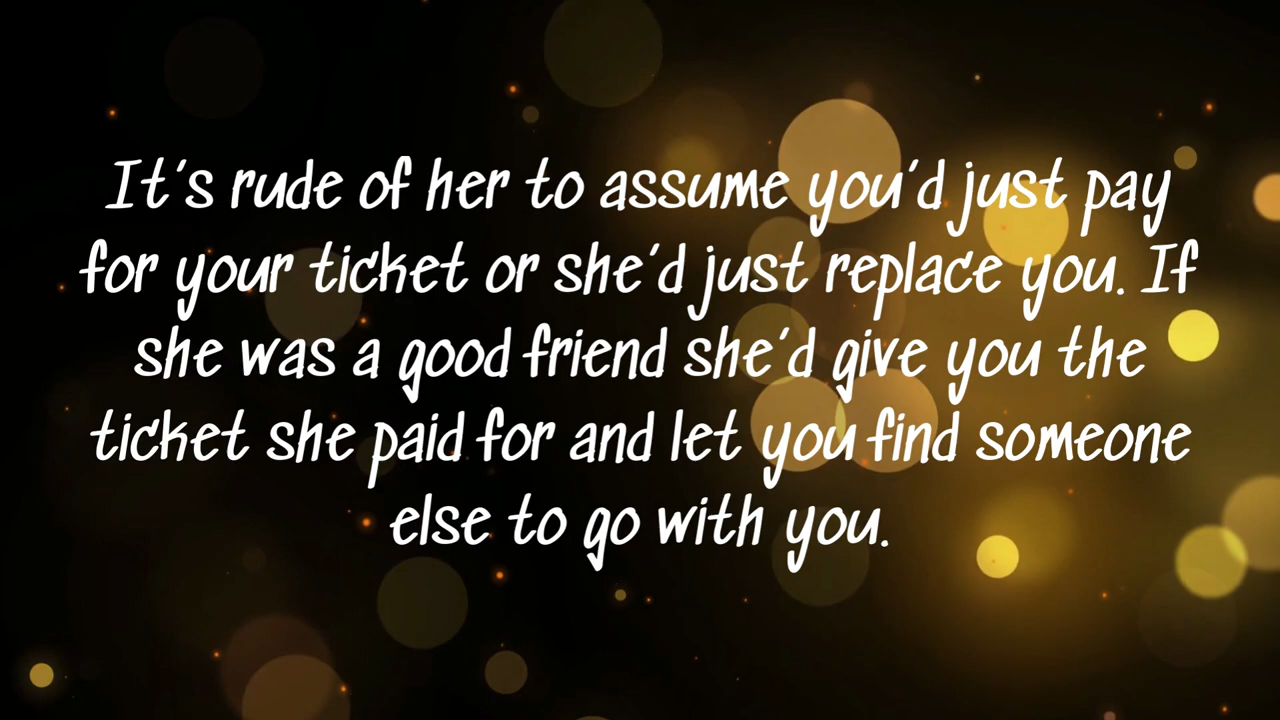 It's rude of her to assume you'd just pay
for your ticket or she'd just replace you. If
she was a good friend she'd give you the
ticket she paid for and let you find someone
else to go with you.